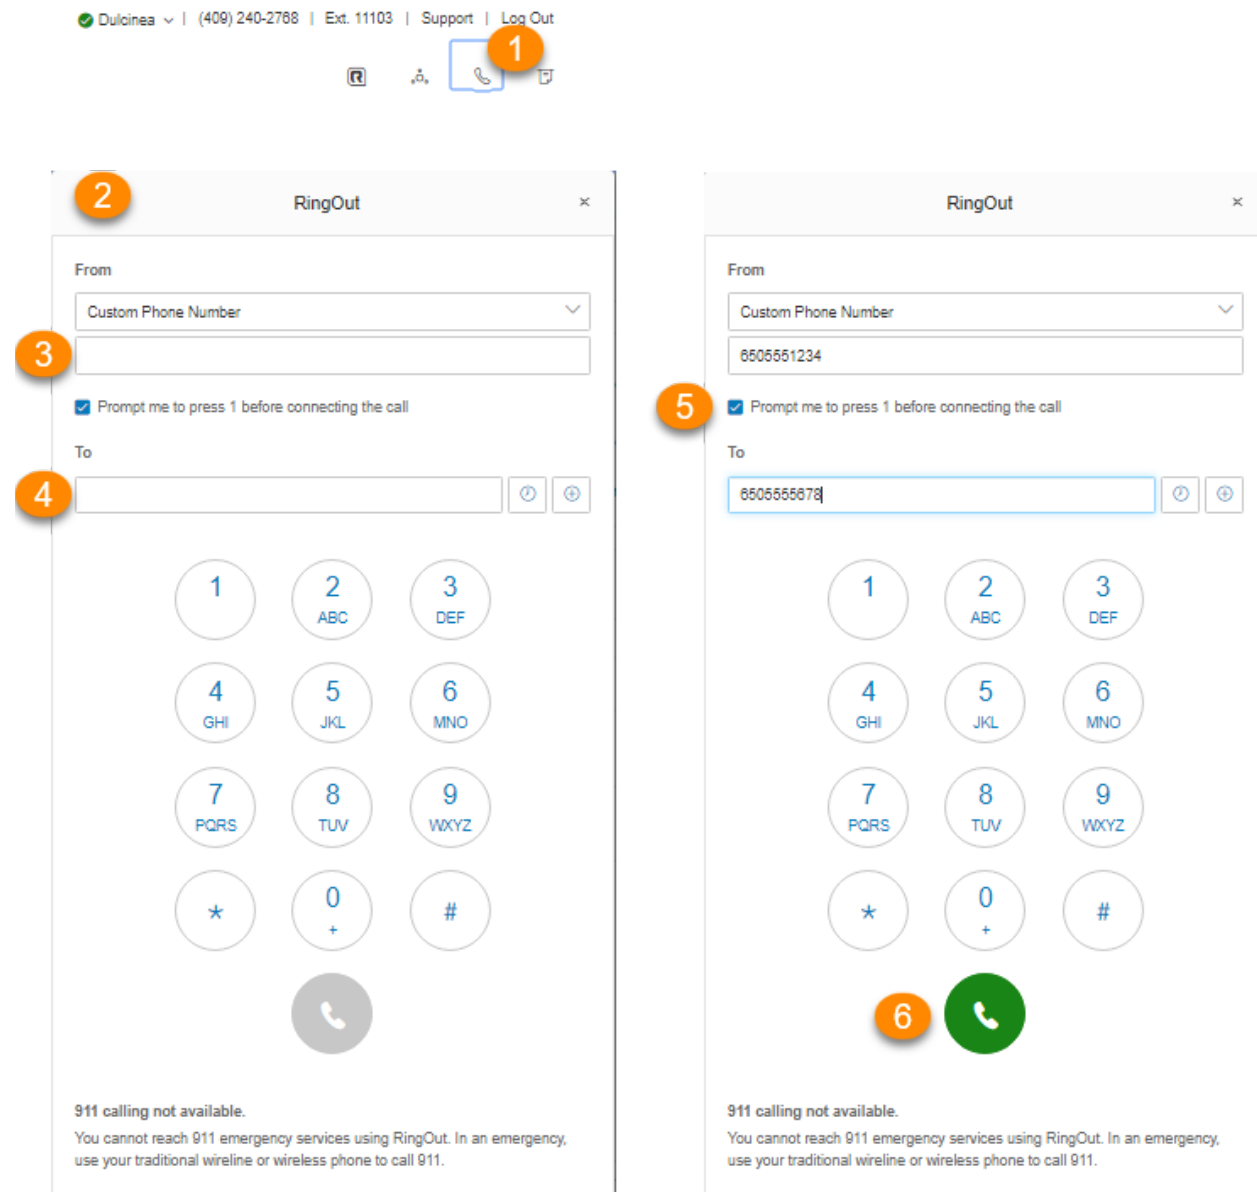 Dulcinea | (409) 240-2768 | Ext. 11103 | Support | Log Out
1
R
2
RingOut
From
Custom Phone Number
3
Prompt me to press 1 before connecting the call
To
4
1
2
ABC
3
DEF
4
GHI
5
JKL
6
MNO
7
PQRS
8
TUV
9
WXYZ
*
0
+
#
911 calling not available.
You cannot reach 911 emergency services using RingOut. In an emergency,
use your traditional wireline or wireless phone to call 911.
RingOut
From
Custom Phone Number
6505551234
5
Prompt me to press 1 before connecting the call
To
6505555678
1
2
ABC
3
DEF
4
GHI
5
JKL
6
MNO
7
PQRS
8
TUV
9
WXYZ
*
0
+
#
6
911 calling not available.
You cannot reach 911 emergency services using RingOut. In an emergency,
use your traditional wireline or wireless phone to call 911.